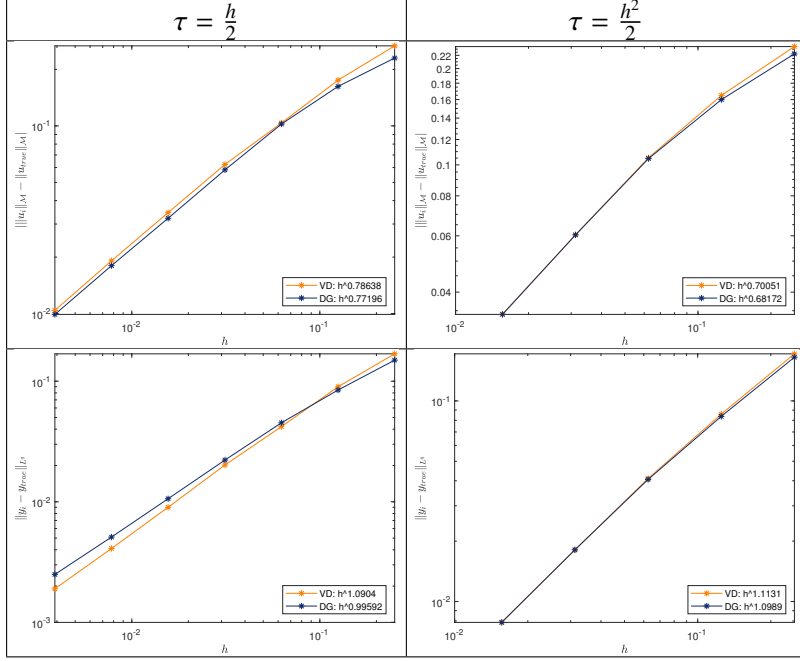 τ = h/2
τ = h²/2
10^-1
10^-2
|‖u_i‖_M − ‖u_true‖_M|
VD: h^0.78638
DG: h^0.77196
10^-2
10^-1
h
0.22
0.2
0.18
0.16
0.14
0.12
0.1
0.08
0.06
0.04
|‖u_i‖_M − ‖u_true‖_M|
VD: h^0.70051
DG: h^0.68172
10^-2
10^-1
h
10^-1
10^-2
10^-3
VD: h^1.0904
DG: h^0.99592
10^-2
10^-1
h
10^-1
10^-2
VD: h^1.1131
DG: h^1.0989
10^-2
10^-1
h